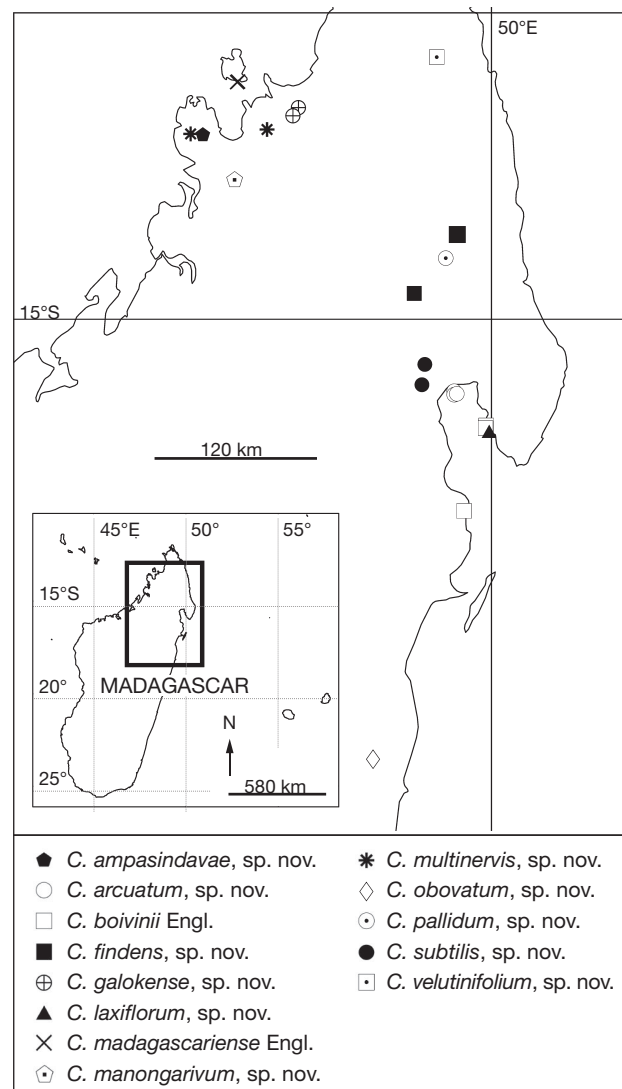 50°E
15°S
120 km
45°E 50° 55°
15°S
MADAGASCAR
20°
N
25°
580 km
C. ampasindavae, sp. nov.
C. arcuatum, sp. nov.
C. boivinii Engl.
C. findens, sp. nov.
C. galokense, sp. nov.
C. laxiflorum, sp. nov.
C. madagascariense Engl.
C. manongarivum, sp. nov.
C. multinervis, sp. nov.
C. obovatum, sp. nov.
C. pallidum, sp. nov.
C. subtilis, sp. nov.
C. velutinifolium, sp. nov.